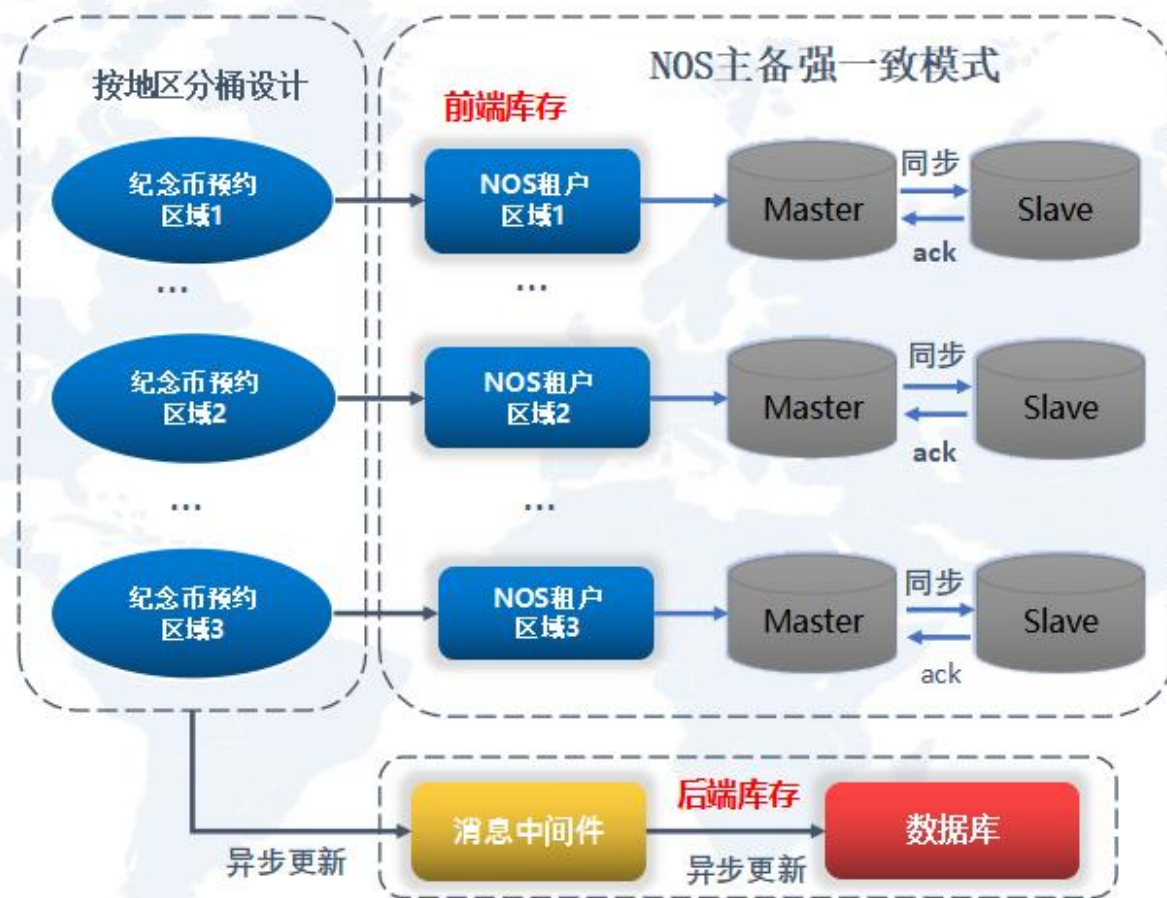 按地区分桶设计
NOS主备强一致模式
前端库存
纪念币预约
区域1
NOS租户
区域1
Master
同步
ack
Slave
...
...
纪念币预约
区域2
NOS租户
区域2
Master
同步
ack
Slave
...
...
纪念币预约
区域3
NOS租户
区域3
Master
同步
ack
Slave
异步更新
消息中间件
后端库存
异步更新
数据库